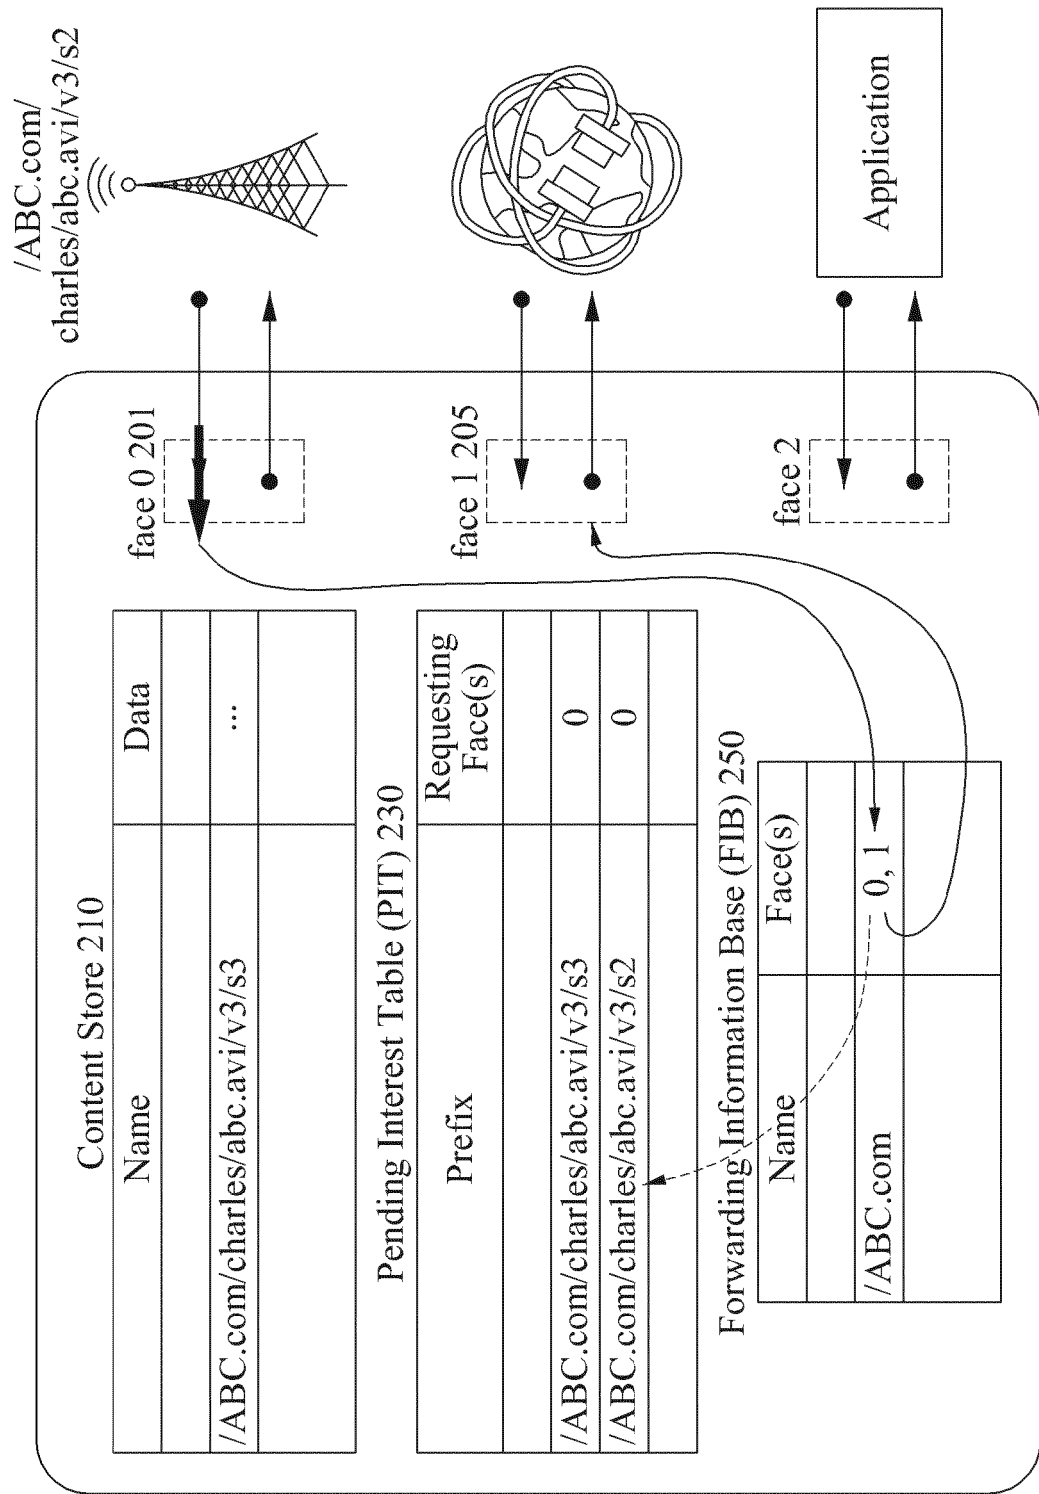 /ABC.com/
charles/abc.avi/v3/s2
Content Store 210
Name Data
/ABC.com/charles/abc.avi/v3/s3 ...
face 0 201
Pending Interest Table (PIT) 230
Prefix Requesting
Face(s)
/ABC.com/charles/abc.avi/v3/s3 0
/ABC.com/charles/abc.avi/v3/s2 0
face 1 205
Forwarding Information Base (FIB) 250
Name Face(s)
/ABC.com 0, 1
face 2
Application